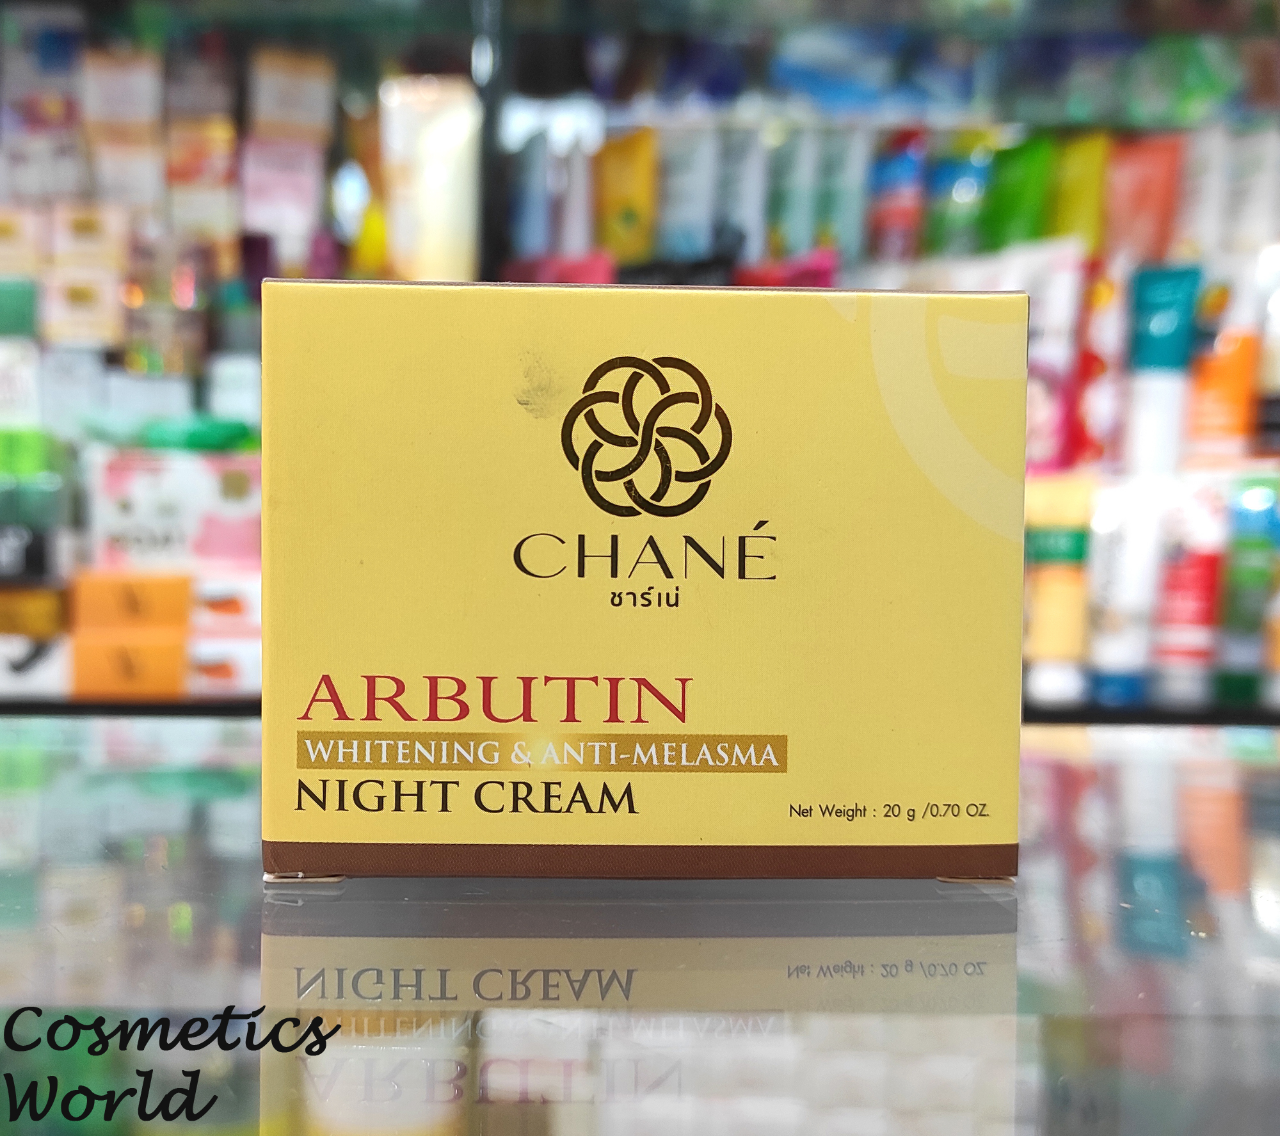 CHANÉ
ชาร์เน่
ARBUTIN
WHITENING & ANTI-MELASMA
NIGHT CREAM
Net Weight : 20 g /0.70 OZ.
Cosmetics
World